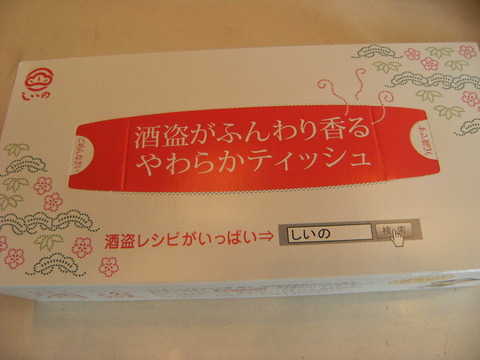 しいの
酒盗がふんわり香る
やわらかティッシュ
酒盗レシピがいっぱい⇒
しいの
検索